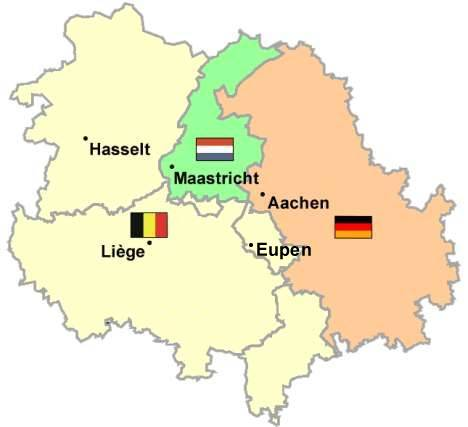 Hasselt
Maastricht
Aachen
Liège
Eupen